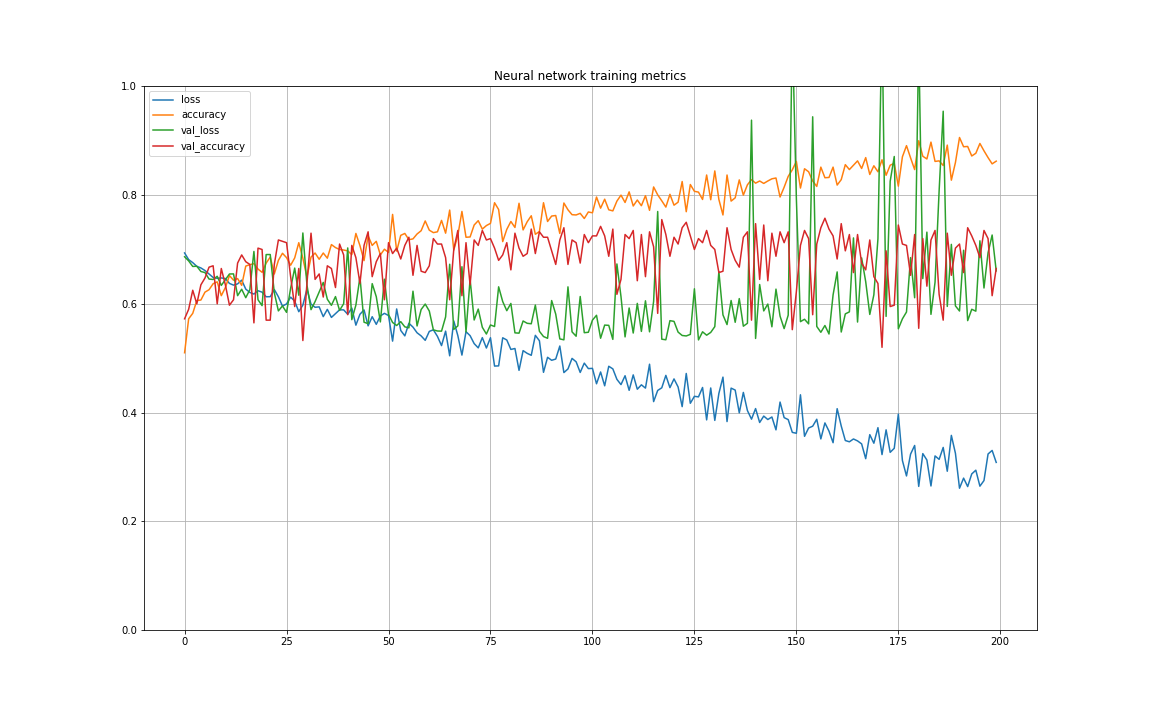 Neural network training metrics
1.0
0.8
0.6
0.4
0.2
0.0
loss
accuracy
val_loss
val_accuracy
0 25 50 75 100 125 150 175 200